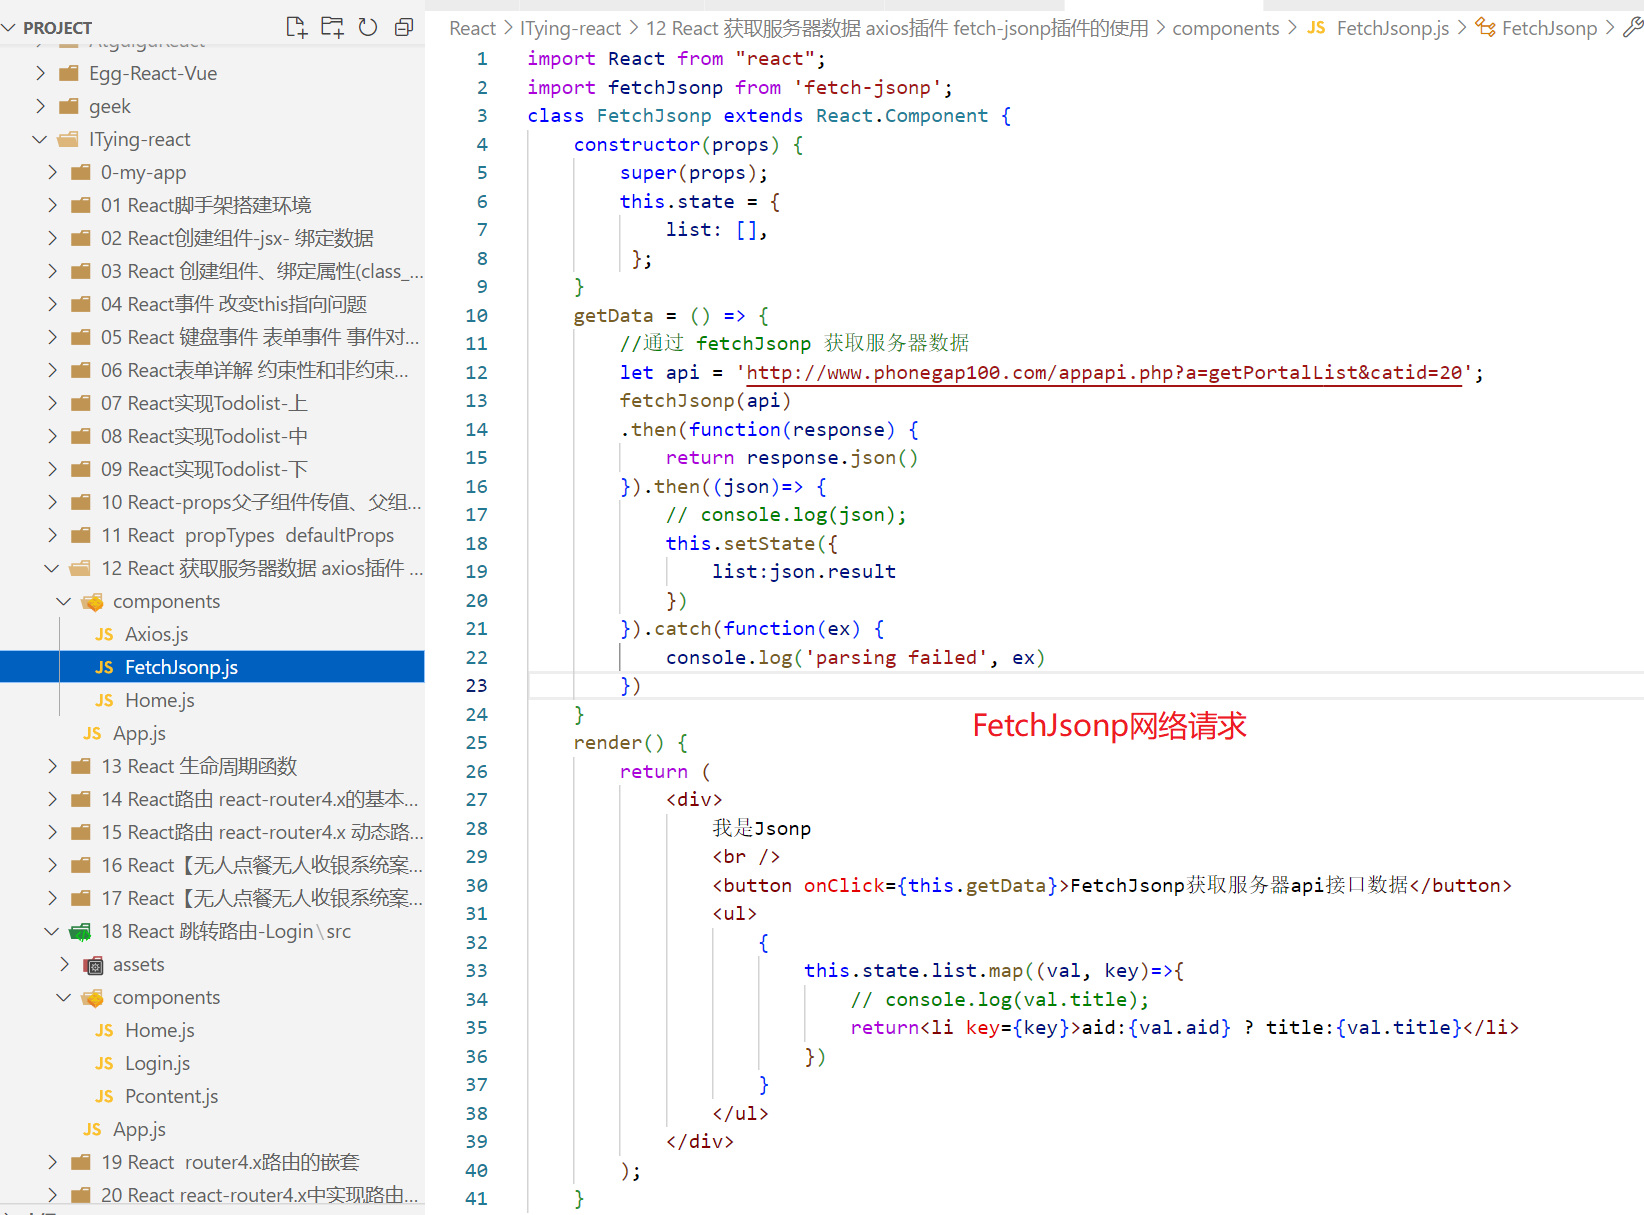 PROJECT
Egg-React-Vue
geek
ITying-react
0-my-app
01 React脚手架搭建环境
02 React创建组件-jsx- 绑定数据
03 React 创建组件、绑定属性(class_...
04 React事件 改变this指向问题
05 React 键盘事件 表单事件 事件对...
06 React表单详解 约束性和非约束...
07 React实现Todolist-上
08 React实现Todolist-中
09 React实现Todolist-下
10 React-props父子组件传值、父组...
11 React  propTypes  defaultProps
12 React 获取服务器数据 axios插件 ...
components
JS Axios.js
JS FetchJsonp.js
JS Home.js
JS App.js
13 React 生命周期函数
14 React路由 react-router4.x的基本...
15 React路由 react-router4.x 动态路...
16 React【无人点餐无人收银系统案...
17 React【无人点餐无人收银系统案...
18 React 跳转路由-Login\src
assets
components
JS Home.js
JS Login.js
JS Pcontent.js
JS App.js
19 React  router4.x路由的嵌套
20 React react-router4.x中实现路由...
React > ITying-react > 12 React 获取服务器数据 axios插件 fetch-jsonp插件的使用 > components > JS FetchJsonp.js > FetchJsonp >
1 import React from "react";
2 import fetchJsonp from 'fetch-jsonp';
3 class FetchJsonp extends React.Component {
4 constructor(props) {
5 super(props);
6 this.state = {
7 list: [],
8 };
9 }
10 getData = () => {
11 //通过 fetchJsonp 获取服务器数据
12 let api = 'http://www.phonegap100.com/appapi.php?a=getPortalList&catid=20';
13 fetchJsonp(api)
14 .then(function(response) {
15 return response.json()
16 }).then((json)=> {
17 // console.log(json);
18 this.setState({
19 list:json.result
20 })
21 }).catch(function(ex) {
22 console.log('parsing failed', ex)
23 })
24 }
FetchJsonp网络请求
25 render() {
26 return (
27 <div>
28 我是Jsonp
29 <br />
30 <button onClick={this.getData}>FetchJsonp获取服务器api接口数据</button>
31 <ul>
32 {
33 this.state.list.map((val, key)=>{
34 // console.log(val.title);
35 return<li key={key}>aid:{val.aid} ? title:{val.title}</li>
36 })
37 }
38 </ul>
39 </div>
40 );
41 }